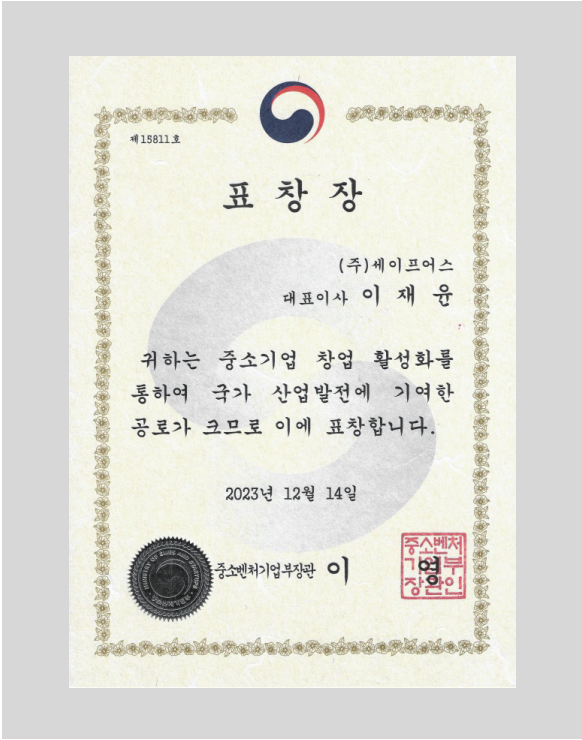 제15811호
표창장
(주)세이프어스
대표이사 이재윤
귀하는 중소기업 창업 활성화를
통하여 국가 산업발전에 기여한
공로가 크므로 이에 표창합니다.
2023년 12월 14일
중소벤처기업부장관 이 영
중소벤처
기업부
장관인